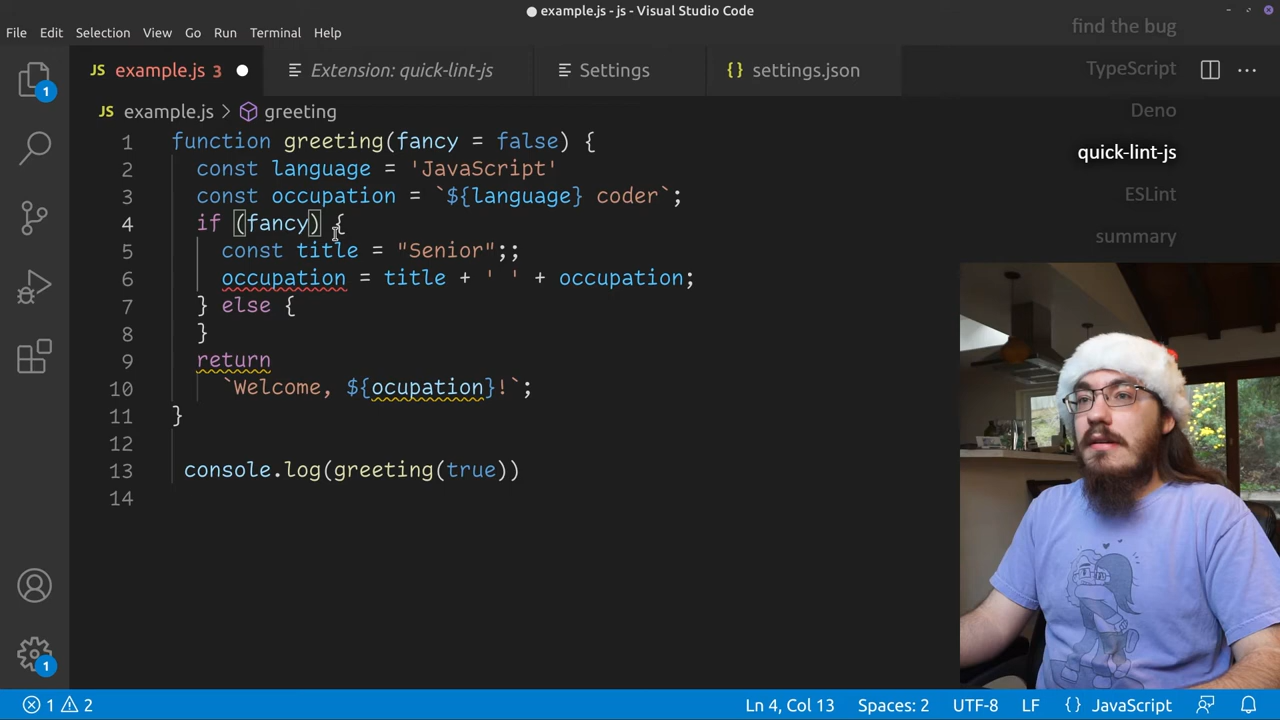 ● example.js - js - Visual Studio Code
File Edit Selection View Go Run Terminal Help
find the bug
TypeScript
Deno
quick-lint-js
ESLint
summary
JS example.js 3 ●
Extension: quick-lint-js
Settings
{} settings.json
JS example.js > greeting
1 function greeting(fancy = false) {
2 const language = 'JavaScript'
3 const occupation = `${language} coder`;
4 if (fancy) {
5 const title = "Senior";;
6 occupation = title + ' ' + occupation;
7 } else {
8 }
9 return
10 `Welcome, ${ocupation}!`;
11 }
12
13 console.log(greeting(true))
14
1
1
1 2 Ln 4, Col 13 Spaces: 2 UTF-8 LF {} JavaScript